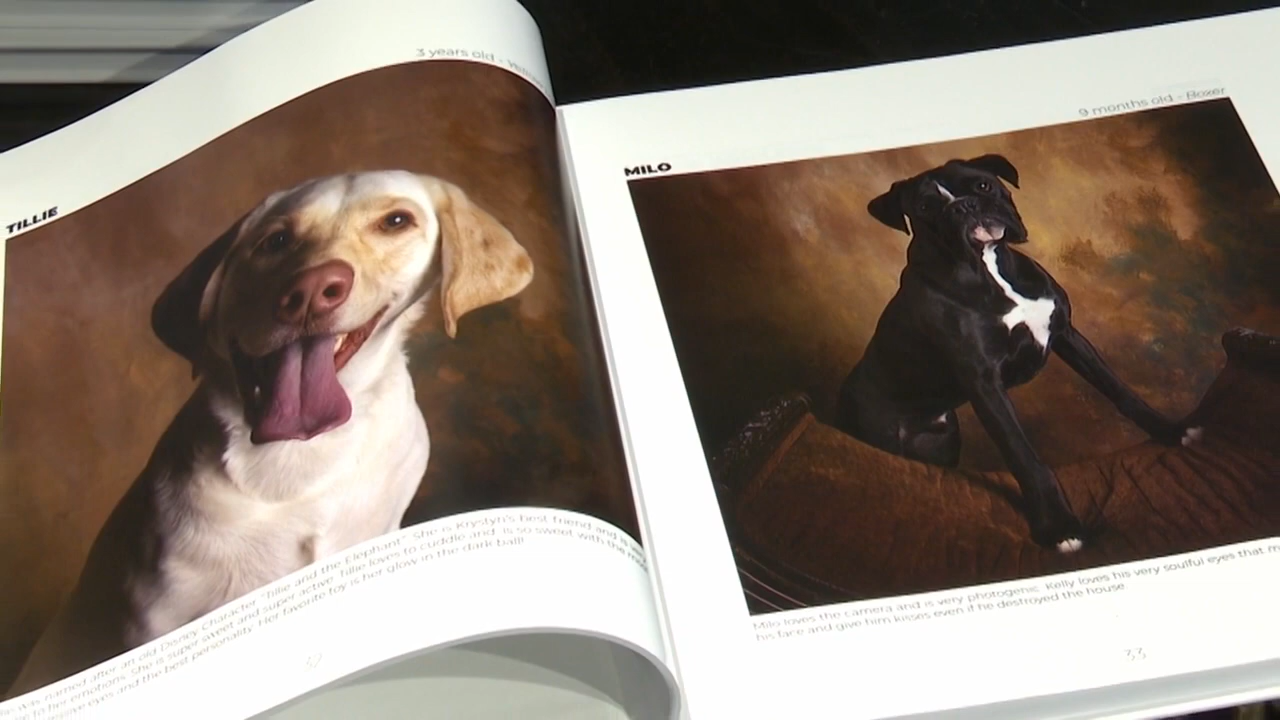 3 years old -
TILLIE
was named after an old Disney Character "Tillie and the Elephant" She is Krystyn's best friend and is
to her emotions. She is super sweet and super active. Tillie loves to cuddle and is so sweet with the
eyes and the best personality. Her favorite toy is her glow in the dark ball!
32
9 months old - Boxer
MILO
Milo loves the camera and is very photogenic. Kelly loves his very soulful eyes that
his face and give him kisses even if he destroyed the house
33